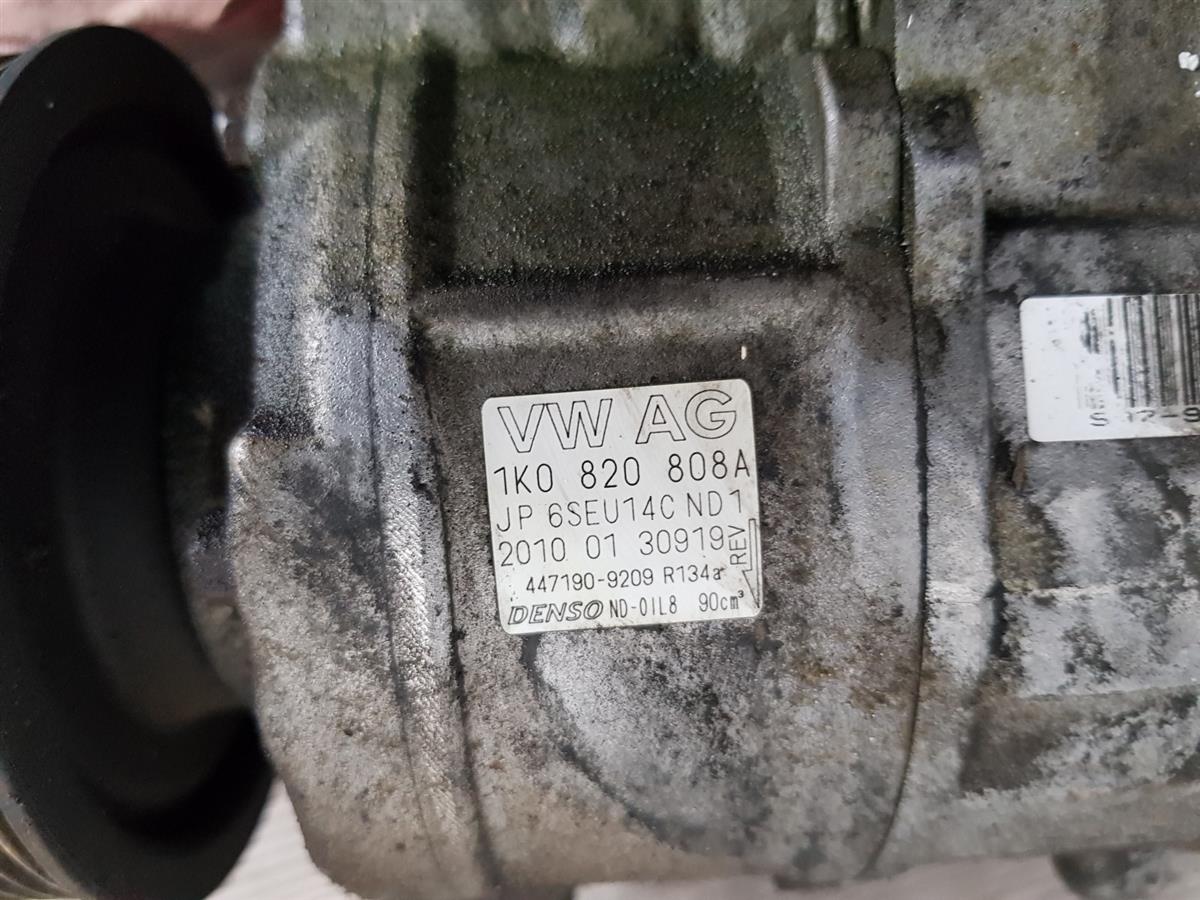 VW AG
1K0 820 808A
JP 6SEU14C ND1
2010 01 30919
REV
447190-9209 R134a
DENSO ND-OIL8 90cm³